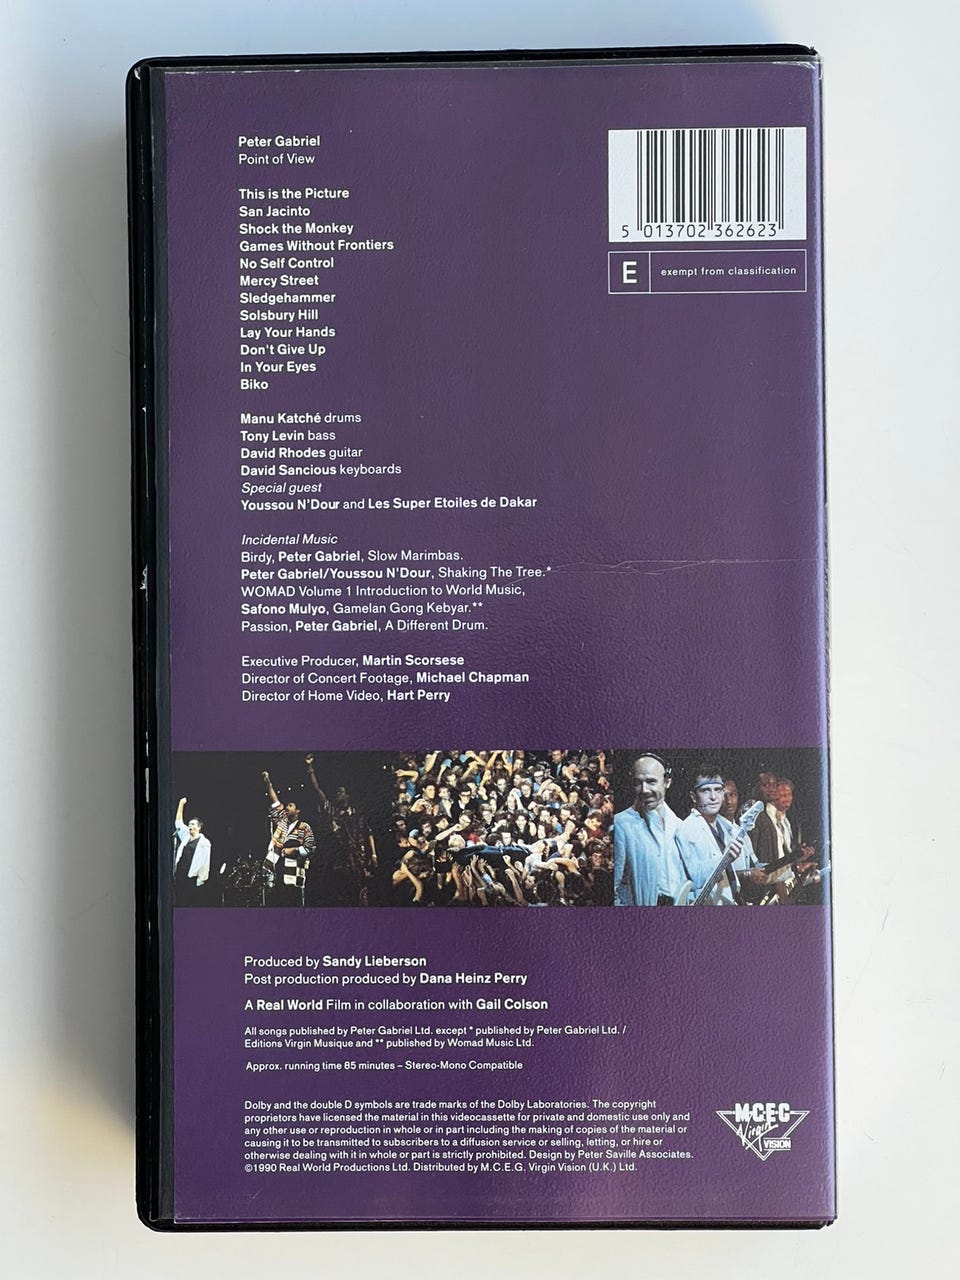 Peter Gabriel
Point of View
This is the Picture
San Jacinto
Shock the Monkey
Games Without Frontiers
No Self Control
Mercy Street
Sledgehammer
Solsbury Hill
Lay Your Hands
Don't Give Up
In Your Eyes
Biko
Manu Katché drums
Tony Levin bass
David Rhodes guitar
David Sancious keyboards
Special guest
Youssou N'Dour and Les Super Etoiles de Dakar
Incidental Music
Birdy, Peter Gabriel, Slow Marimbas.
Peter Gabriel/Youssou N'Dour, Shaking The Tree.*
WOMAD Volume 1 Introduction to World Music,
Safono Mulyo, Gamelan Gong Kebyar.**
Passion, Peter Gabriel, A Different Drum.
Executive Producer, Martin Scorsese
Director of Concert Footage, Michael Chapman
Director of Home Video, Hart Perry
5 013702 362623
E exempt from classification
Produced by Sandy Lieberson
Post production produced by Dana Heinz Perry
A Real World Film in collaboration with Gail Colson
All songs published by Peter Gabriel Ltd. except * published by Peter Gabriel Ltd. /
Editions Virgin Musique and ** published by Womad Music Ltd.
Approx. running time 85 minutes – Stereo-Mono Compatible
Dolby and the double D symbols are trade marks of the Dolby Laboratories. The copyright
proprietors have licensed the material in this videocassette for private and domestic use only and
any other use or reproduction in whole or in part including the making of copies of the material or
causing it to be transmitted to subscribers to a diffusion service or selling, letting, or hire or
otherwise dealing with it in whole or part is strictly prohibited. Design by Peter Saville Associates.
©1990 Real World Productions Ltd. Distributed by M.C.E.G. Virgin Vision (U.K.) Ltd.
M.C.E.G
Virgin
VISION